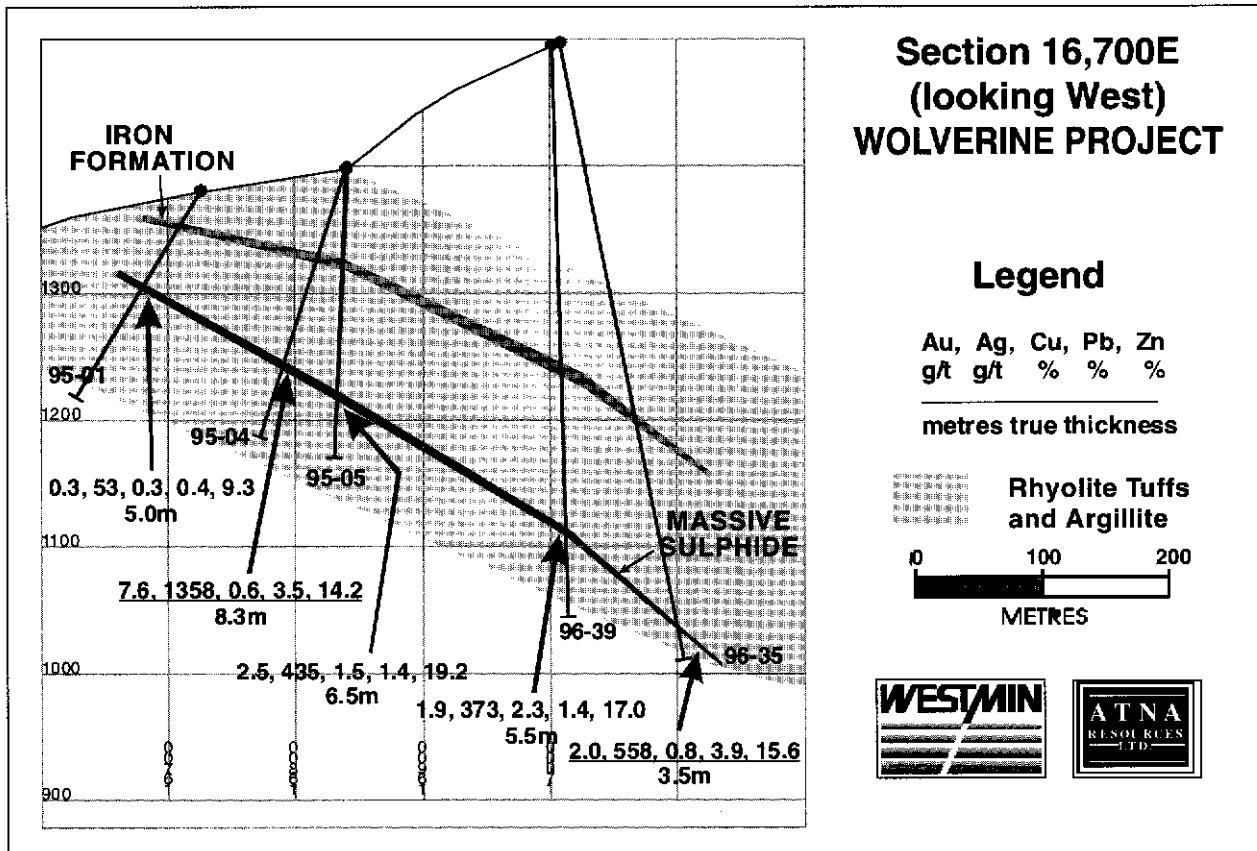 Section 16,700E
(looking West)
WOLVERINE PROJECT
IRON
FORMATION
1300
95-01
1200
95-04
95-05
0.3, 53, 0.3, 0.4, 9.3
5.0m
MASSIVE
SULPHIDE
1100
7.6, 1358, 0.6, 3.5, 14.2
8.3m
96-39
96-35
1000
2.5, 435, 1.5, 1.4, 19.2
6.5m
1.9, 373, 2.3, 1.4, 17.0
5.5m
2.0, 558, 0.8, 3.9, 15.6
3.5m
900
Legend
Au, Ag, Cu, Pb, Zn
g/t g/t % % %
metres true thickness
Rhyolite Tuffs
and Argillite
0 100 200
METRES
WESTMIN
ATNA
RESOURCES
LTD.